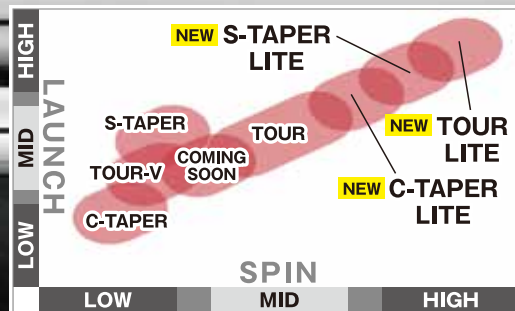 HIGH
MID
LOW
LAUNCH
NEW S-TAPER
LITE
S-TAPER
TOUR
NEW TOUR
LITE
TOUR-V
COMING
SOON
NEW C-TAPER
LITE
C-TAPER
SPIN
LOW
MID
HIGH